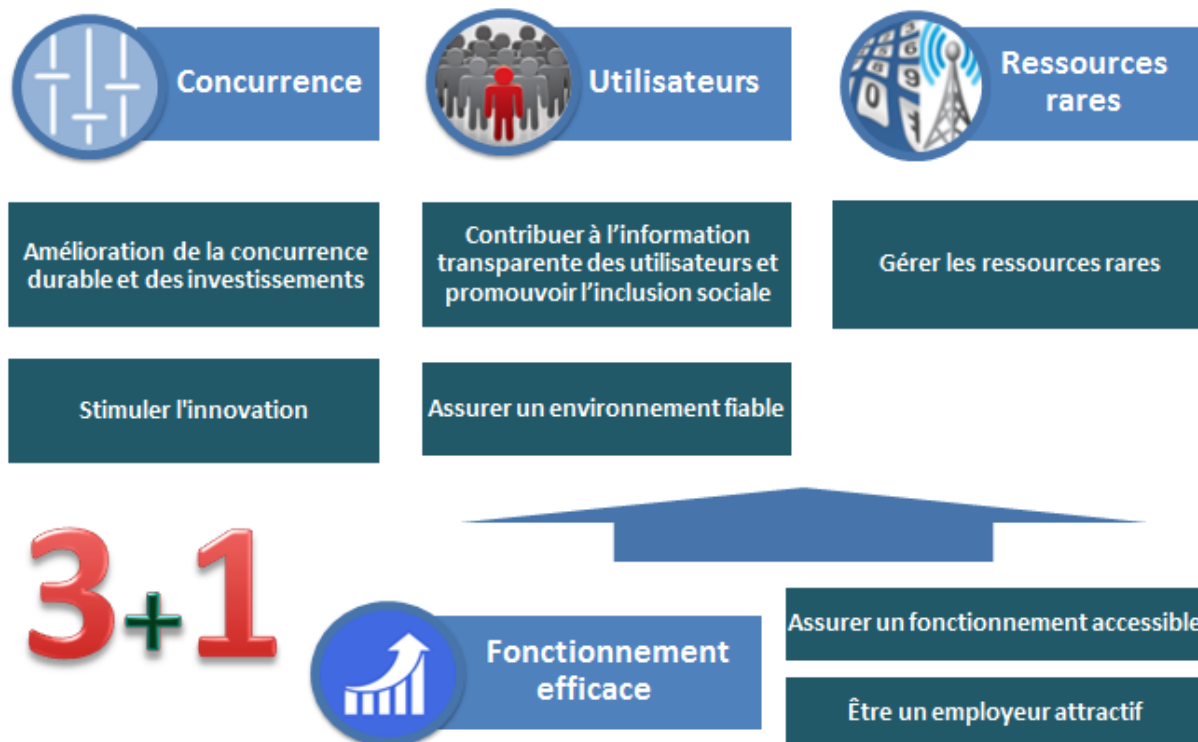 Concurrence
Utilisateurs
Ressources
rares
Amélioration de la concurrence
durable et des investissements
Contribuer à l’information
transparente des utilisateurs et
promouvoir l’inclusion sociale
Gérer les ressources rares
Stimuler l'innovation
Assurer un environnement fiable
3+1
Fonctionnement
efficace
Assurer un fonctionnement accessible
Être un employeur attractif